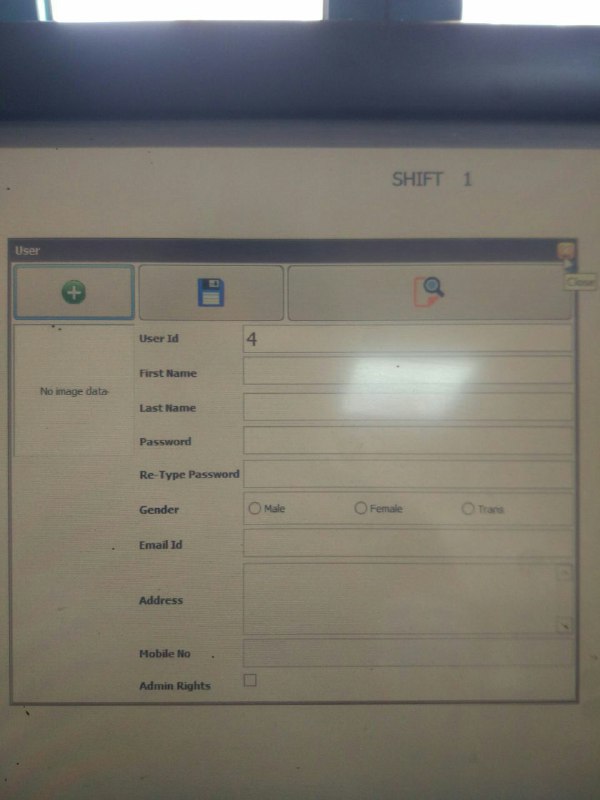 SHIFT 1
User
Close
User Id 4
First Name
No image data
Last Name
Password
Re-Type Password
Gender Male Female Trans
Email Id
Address
Mobile No
Admin Rights